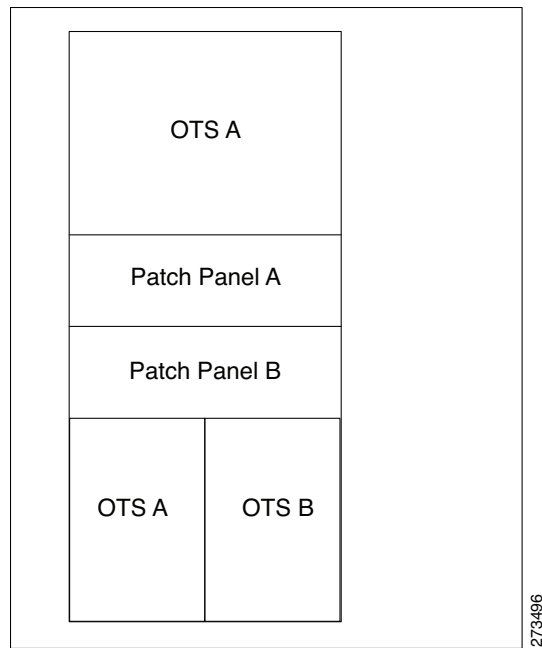 OTS A
Patch Panel A
Patch Panel B
OTS A
OTS B
273496